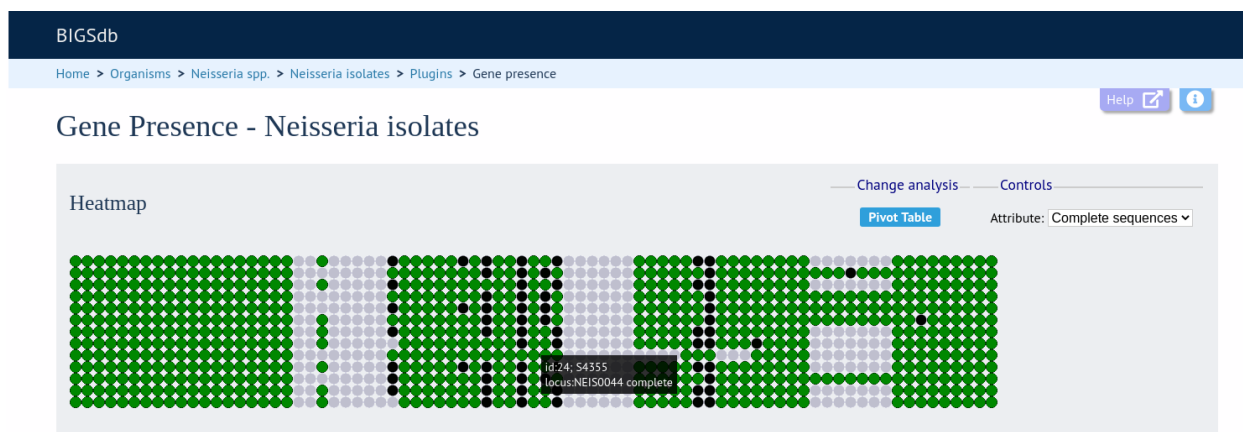 BIGSdb
Home > Organisms > Neisseria spp. > Neisseria isolates > Plugins > Gene presence
Help
Gene Presence - Neisseria isolates
Change analysis
Controls
Heatmap
Pivot Table
Attribute: Complete sequences
id:24; S4355
locus:NEIS0044 complete